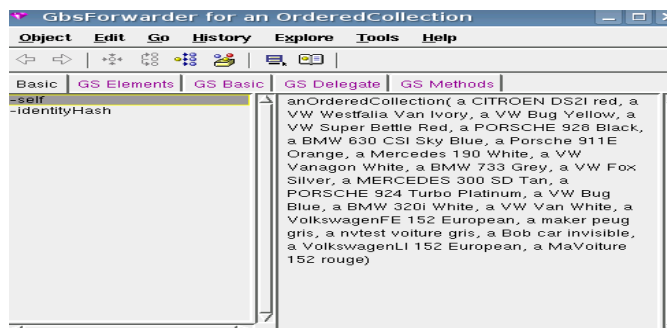 GbsForwarder for an OrderedCollection
Object Edit Go History Explore Tools Help
Basic GS Elements GS Basic GS Delegate GS Methods
-self
-identityHash
anOrderedCollection( a CITROEN DS2I red, a
VW Westfalia Van Ivory, a VW Bug Yellow, a
VW Super Bettle Red, a PORSCHE 928 Black,
a BMW 630 CSI Sky Blue, a Porsche 911E
Orange, a Mercedes 190 White, a VW
Vanagon White, a BMW 733 Grey, a VW Fox
Silver, a MERCEDES 300 SD Tan, a
PORSCHE 924 Turbo Platinum, a VW Bug
Blue, a BMW 320i White, a VW Van White, a
VolkswagenFE 152 European, a maker peug
gris, a nvtest voiture gris, a Bob car invisible,
a VolkswagenLI 152 European, a MaVoiture
152 rouge)